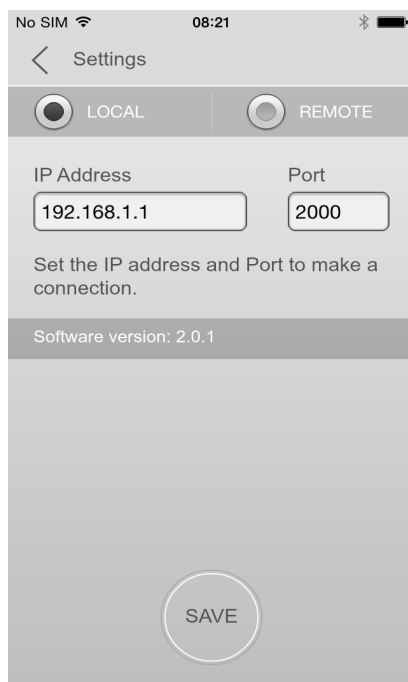 No SIM 08:21
Settings
LOCAL REMOTE
IP Address Port
192.168.1.1 2000
Set the IP address and Port to make a
connection.
Software version: 2.0.1
SAVE